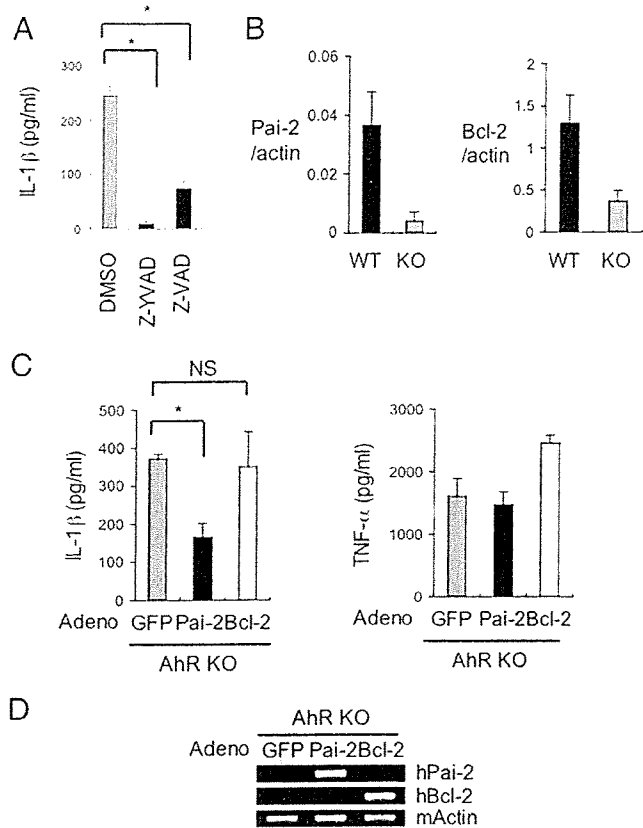 A
*
*
300
200
100
0
IL-1β (pg/ml)
DMSO
Z-YVAD
Z-VAD
B
0.06
0.04
0.02
0
Pai-2
/actin
WT KO
2
1.5
1
0.5
0
Bcl-2
/actin
WT KO
C
NS
*
500
400
300
200
100
0
IL-1β (pg/ml)
Adeno GFP Pai-2 Bcl-2
AhR KO
3000
2000
1000
0
TNF-α (pg/ml)
Adeno GFP Pai-2 Bcl-2
AhR KO
D
AhR KO
Adeno GFP Pai-2 Bcl-2
hPai-2
hBcl-2
mActin